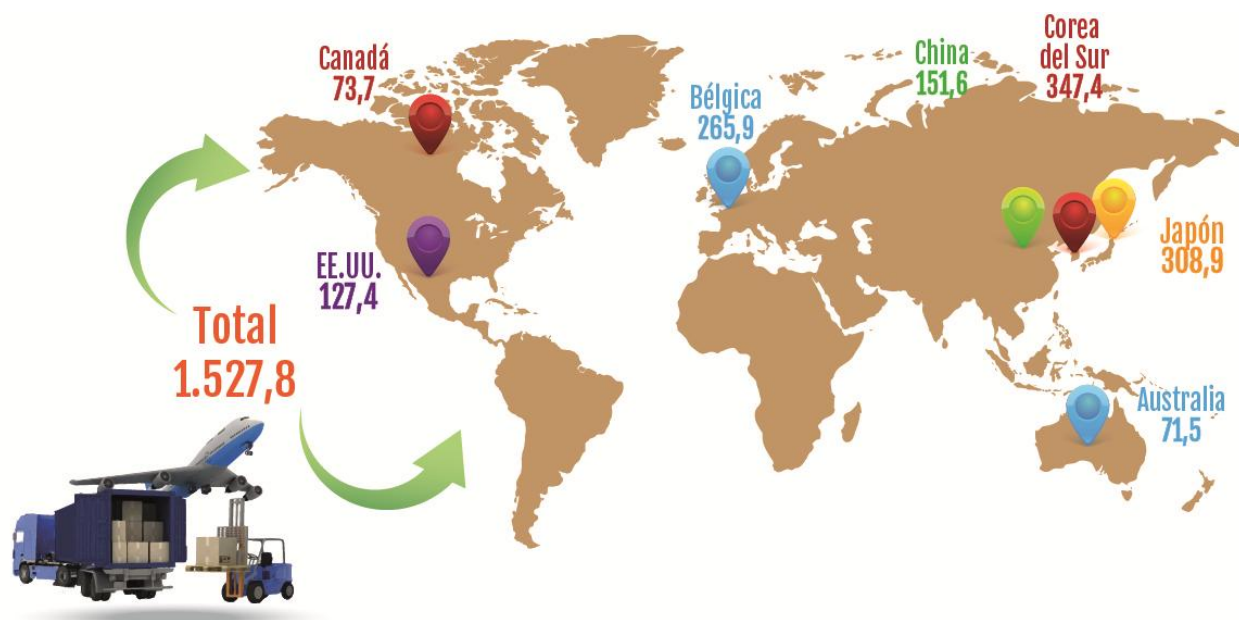 Canadá
73,7
Bélgica
265,9
China
151,6
Corea
del Sur
347,4
EE.UU.
127,4
Japón
308,9
Total
1.527,8
Australia
71,5